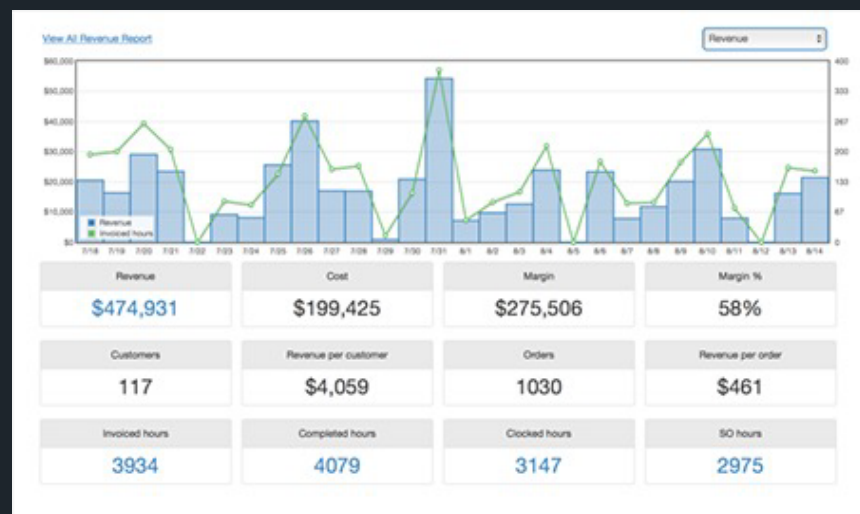 View All Revenue Report
Revenue
$60,000
400
$50,000
333
$40,000
267
$30,000
200
$20,000
133
$10,000
67
Revenue
Invoiced hours
$0
0
7/18 7/19 7/20 7/21 7/22 7/23 7/24 7/25 7/26 7/27 7/28 7/29 7/30 7/31 8/1 8/2 8/3 8/4 8/5 8/6 8/7 8/8 8/9 8/10 8/11 8/12 8/13 8/14
Revenue Cost Margin Margin %
$474,931 $199,425 $275,506 58%
Customers Revenue per customer Orders Revenue per order
117 $4,059 1030 $461
Invoiced hours Completed hours Clocked hours SO hours
3934 4079 3147 2975